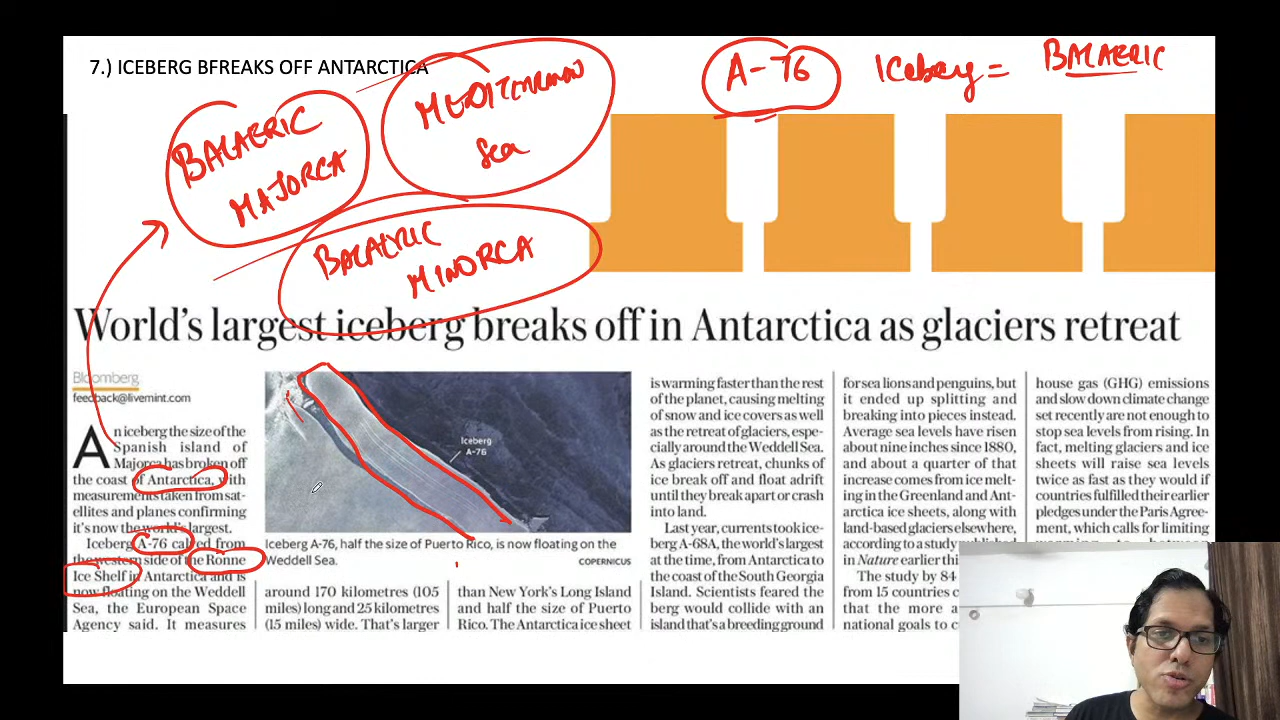 7.) ICEBERG BFREAKS OFF ANTARCTICA
A-76 Iceberg = BALAERIC
BALAERIC
MAJORCA
MEDITERRANEAN
Sea
BALAERIC
MINORCA
World's largest iceberg breaks off in Antarctica as glaciers retreat
Bloomberg
feedback@livemint.com
An iceberg the size of the
Spanish island of
Majorca has broken off
the coast of Antarctica, with
measurements taken from sat-
ellites and planes confirming
it's now the world's largest.
Iceberg A-76 calved from
the western side of the Ronne
Ice Shelf in Antarctica and is
now floating on the Weddell
Sea, the European Space
Agency said. It measures
Iceberg
A-76
Iceberg A-76, half the size of Puerto Rico, is now floating on the
Weddell Sea.
COPERNICUS
around 170 kilometres (105
miles) long and 25 kilometres
(15 miles) wide. That's larger
than New York's Long Island
and half the size of Puerto
Rico. The Antarctica ice sheet
is warming faster than the rest
of the planet, causing melting
of snow and ice covers as well
as the retreat of glaciers, espe-
cially around the Weddell Sea.
As glaciers retreat, chunks of
ice break off and float adrift
until they break apart or crash
into land.
Last year, currents took ice-
berg A-68A, the world's largest
at the time, from Antarctica to
the coast of the South Georgia
Island. Scientists feared the
berg would collide with an
island that's a breeding ground
for sea lions and penguins, but
it ended up splitting and
breaking into pieces instead.
Average sea levels have risen
about nine inches since 1880,
and about a quarter of that
increase comes from ice melt-
ing in the Greenland and Ant-
arctica ice sheets, along with
land-based glaciers elsewhere,
according to a study published
in Nature earlier
The study by 84
from 15 countries
that the more
national goals to
house gas (GHG) emissions
and slow down climate change
set recently are not enough to
stop sea levels from rising. In
fact, melting glaciers and ice
sheets will raise sea levels
twice as fast as they would if
countries fulfilled their earlier
pledges under the Paris Agree-
ment, which calls for limiting